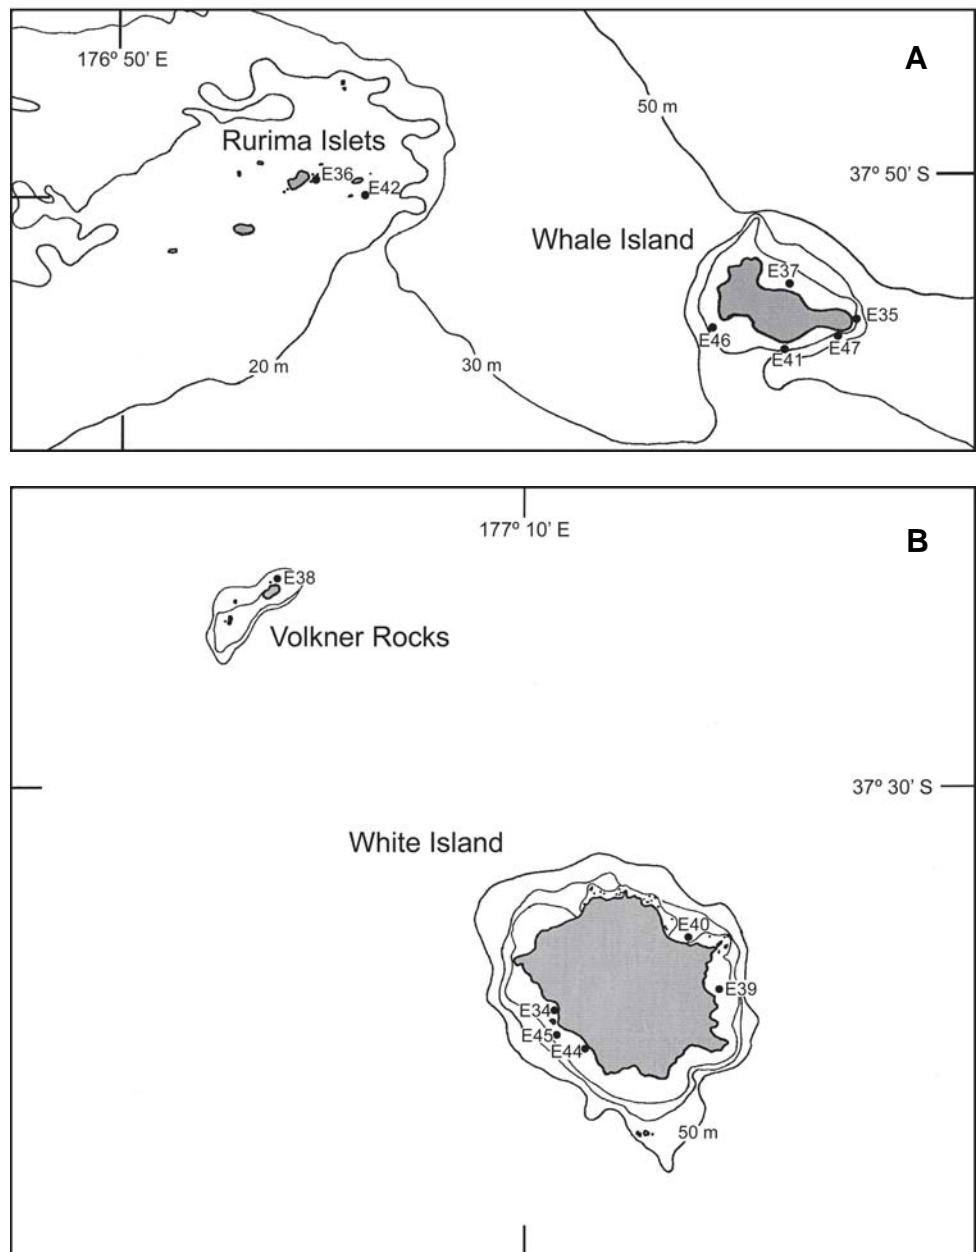 A
176º 50' E
50 m
Rurima Islets
E36
37º 50' S
E42
Whale Island
E37
E35
E46
E47
E41
20 m
30 m
B
177º 10' E
E38
Volkner Rocks
37º 30' S
White Island
E40
E39
E34
E45
E44
50 m